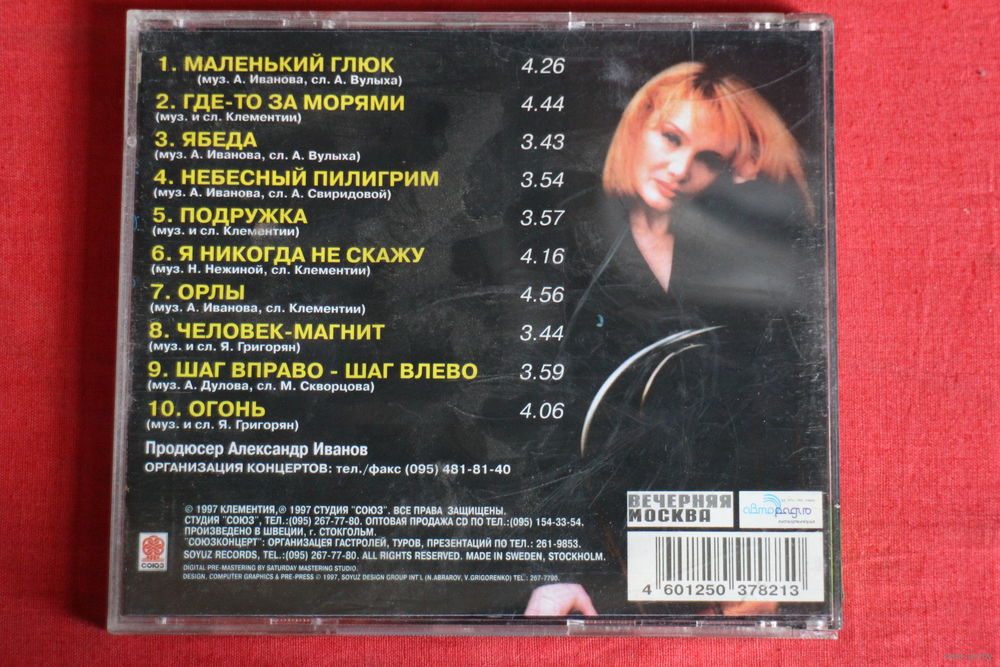 1. МАЛЕНЬКИЙ ГЛЮК 4.26
(муз. А. Иванова, сл. А. Вулыха)
2. ГДЕ-ТО ЗА МОРЯМИ 4.44
(муз. и сл. Клементии)
3. ЯБЕДА 3.43
(муз. А. Иванова, сл. А. Вулыха)
4. НЕБЕСНЫЙ ПИЛИГРИМ 3.54
(муз. А. Иванова, сл. А. Свиридовой)
5. ПОДРУЖКА 3.57
(муз. и сл. Клементии)
6. Я НИКОГДА НЕ СКАЖУ 4.16
(муз. Н. Нежиной, сл. Клементии)
7. ОРЛЫ 4.56
(муз. А. Иванова, сл. Клементии)
8. ЧЕЛОВЕК-МАГНИТ 3.44
(муз. и сл. Я. Григорян)
9. ШАГ ВПРАВО - ШАГ ВЛЕВО 3.59
(муз. А. Дулова, сл. М. Скворцова)
10. ОГОНЬ 4.06
(муз. и сл. Я. Григорян)
Продюсер Александр Иванов
ОРГАНИЗАЦИЯ КОНЦЕРТОВ: тел./факс (095) 481-81-40
© 1997 КЛЕМЕНТИЯ, ℗ 1997 СТУДИЯ "СОЮЗ". ВСЕ ПРАВА ЗАЩИЩЕНЫ.
СТУДИЯ "СОЮЗ", ТЕЛ.:(095) 267-77-80. ОПТОВАЯ ПРОДАЖА CD ПО ТЕЛ.:(095) 154-33-54.
ПРОИЗВЕДЕНО В ШВЕЦИИ, г. СТОКГОЛЬМ.
"СОЮЗКОНЦЕРТ": ОРГАНИЗАЦИЯ ГАСТРОЛЕЙ, ТУРОВ, ПРЕЗЕНТАЦИЙ ПО ТЕЛ.: 261-9853.
SOYUZ RECORDS, TEL.:(095) 267-77-80. ALL RIGHTS RESERVED. MADE IN SWEDEN, STOCKHOLM.
DIGITAL PRE-MASTERING BY SATURDAY MASTERING STUDIO.
DESIGN, COMPUTER GRAPHICS & PRE-PRESS © 1997, SOYUZ DESIGN GROUP INT`L (N.ABRAROV, V.GRIGORENKO) TEL.: 267-7790.
СОЮЗ
ВЕЧЕРНЯЯ
МОСКВА
авторадио
4 601250 378213